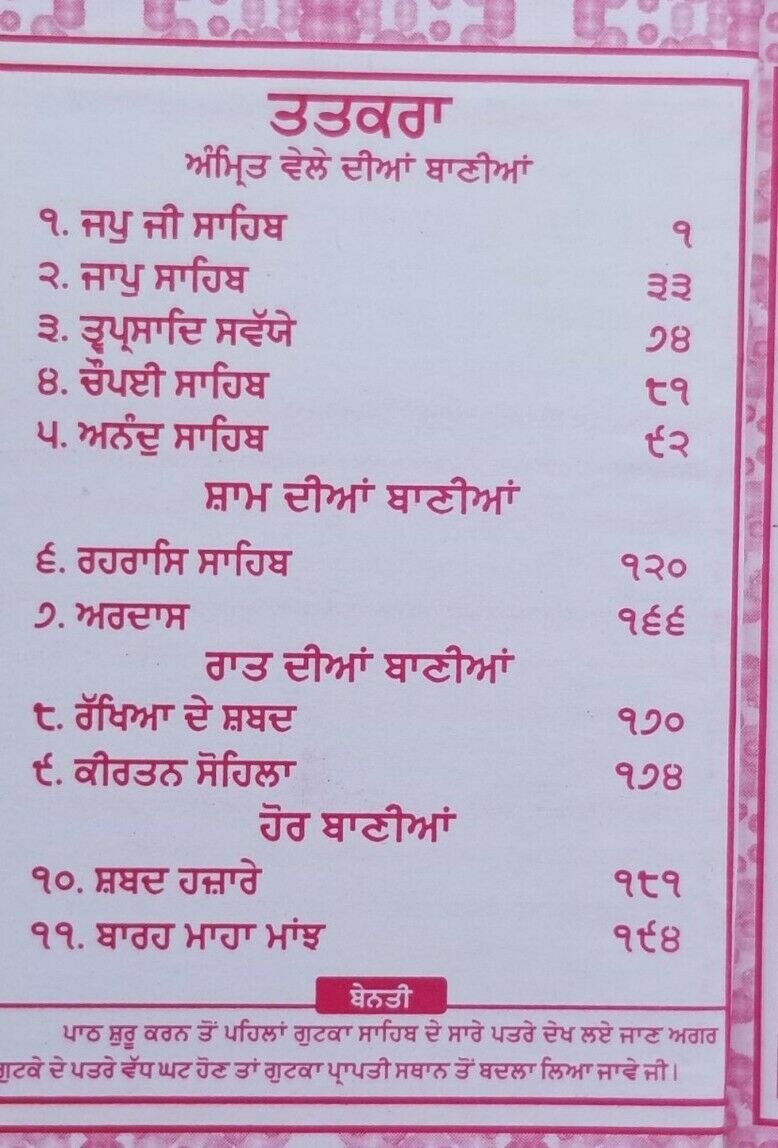 ਤਤਕਰਾ
ਅੰਮ੍ਰਿਤ ਵੇਲੇ ਦੀਆਂ ਬਾਣੀਆਂ
੧. ਜਪੁ ਜੀ ਸਾਹਿਬ ੧
੨. ਜਾਪੁ ਸਾਹਿਬ ੩੩
੩. ਤ੍ਵਪ੍ਰਸਾਦਿ ਸਵੱਯੇ ੭੪
੪. ਚੌਪਈ ਸਾਹਿਬ ੮੧
੫. ਅਨੰਦੁ ਸਾਹਿਬ ੯੨
ਸ਼ਾਮ ਦੀਆਂ ਬਾਣੀਆਂ
੬. ਰਹਰਾਸਿ ਸਾਹਿਬ ੧੨੦
੭. ਅਰਦਾਸ ੧੬੬
ਰਾਤ ਦੀਆਂ ਬਾਣੀਆਂ
੮. ਰੱਖਿਆ ਦੇ ਸ਼ਬਦ ੧੭੦
੯. ਕੀਰਤਨ ਸੋਹਿਲਾ ੧੭੪
ਹੋਰ ਬਾਣੀਆਂ
੧੦. ਸ਼ਬਦ ਹਜ਼ਾਰੇ ੧੮੧
੧੧. ਬਾਰਹ ਮਾਹਾ ਮਾਂਝ ੧੯੪
ਬੇਨਤੀ
ਪਾਠ ਸ਼ੁਰੂ ਕਰਨ ਤੋਂ ਪਹਿਲਾਂ ਗੁਟਕਾ ਸਾਹਿਬ ਦੇ ਸਾਰੇ ਪਤਰੇ ਦੇਖ ਲਏ ਜਾਣ ਅਗਰ
ਗੁਟਕੇ ਦੇ ਪਤਰੇ ਵੱਧ ਘਟ ਹੋਣ ਤਾਂ ਗੁਟਕਾ ਪ੍ਰਾਪਤੀ ਸਥਾਨ ਤੋਂ ਬਦਲਾ ਲਿਆ ਜਾਵੇ ਜੀ।